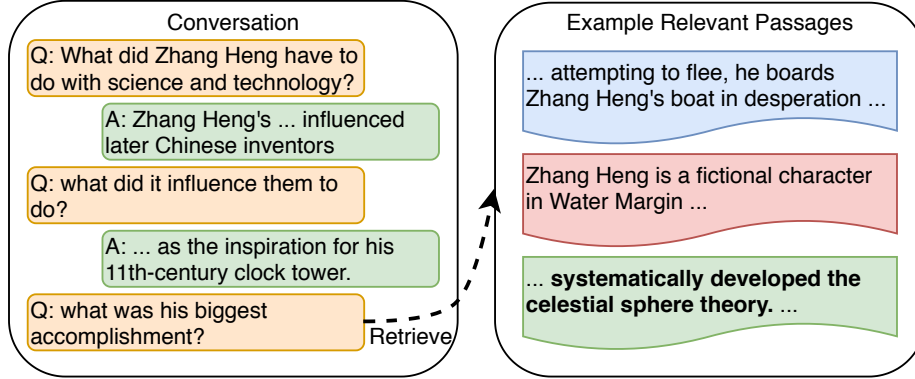 Conversation
Q: What did Zhang Heng have to
do with science and technology?
A: Zhang Heng's ... influenced
later Chinese inventors
Q: what did it influence them to
do?
A: ... as the inspiration for his
11th-century clock tower.
Q: what was his biggest
accomplishment?
Retrieve
Example Relevant Passages
... attempting to flee, he boards
Zhang Heng's boat in desperation ...
Zhang Heng is a fictional character
in Water Margin ...
... systematically developed the
celestial sphere theory. ...